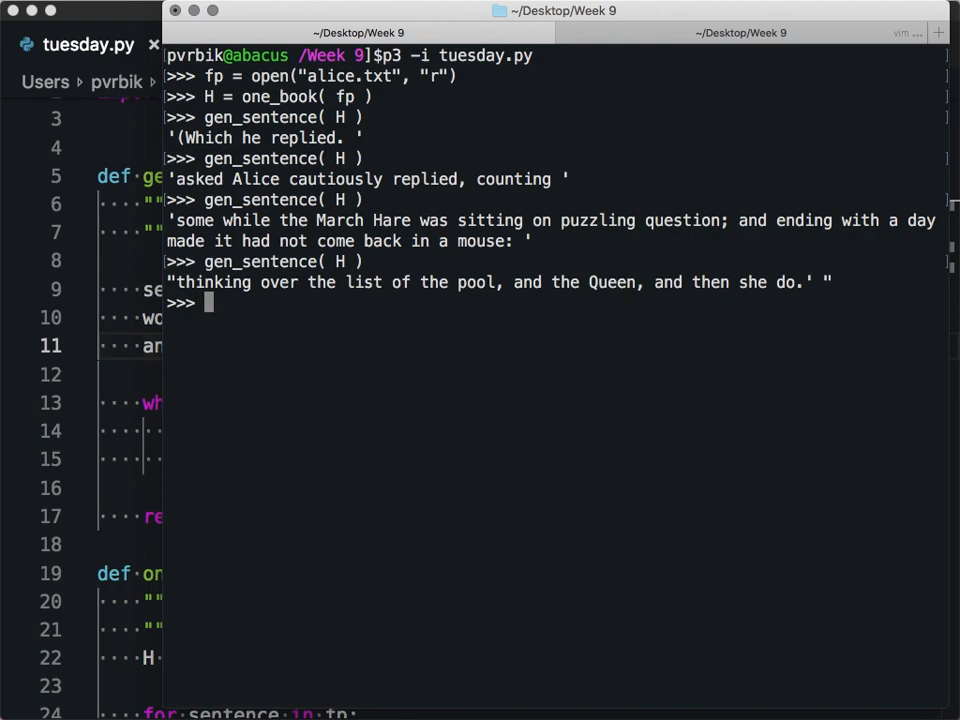 ~/Desktop/Week 9
~/Desktop/Week 9
~/Desktop/Week 9
vim ...
tuesday.py
Users
pvrbik
pvrbik@abacus /Week 9]$p3 -i tuesday.py
>>> fp = open("alice.txt", "r")
>>> H = one_book( fp )
>>> gen_sentence( H )
'(Which he replied. '
>>> gen_sentence( H )
'asked Alice cautiously replied, counting '
>>> gen_sentence( H )
'some while the March Hare was sitting on puzzling question; and ending with a day
made it had not come back in a mouse: '
>>> gen_sentence( H )
"thinking over the list of the pool, and the Queen, and then she do.' "
>>>
3
4
5 def ge
6 ""
7 ""
8
9 se
10 wo
11 an
12
13 wh
14
15
16
17 re
18
19 def on
20 ""
21 ""
22 H
23
24 for sentence in fp: